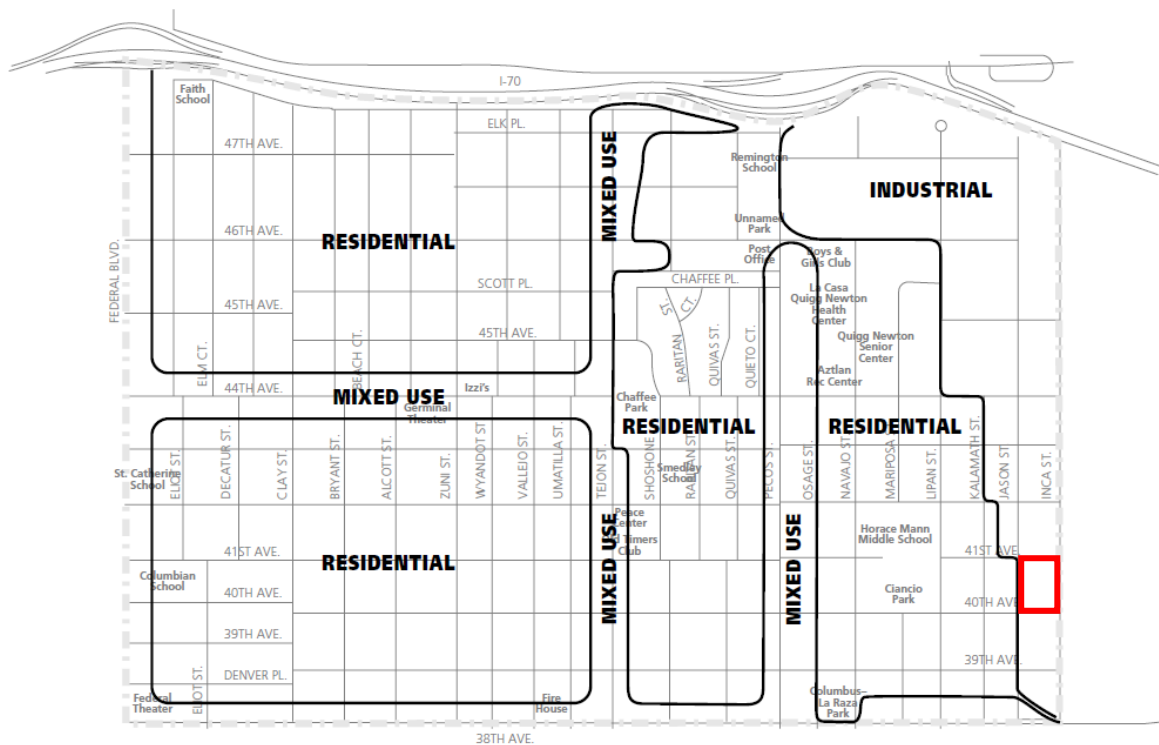 I-70
Faith
School
ELK PL.
47TH AVE.
MIXED USE
Remington
School
INDUSTRIAL
Unnamed
Park
46TH AVE.
RESIDENTIAL
Post
Office
Boys &
Girls Club
FEDERAL BLVD.
SCOTT PL.
CHAFFEE PL.
La Casa
Quigg Newton
Health
Center
45TH AVE.
45TH AVE.
RARITAN
CT.
ST.
QUIVAS ST.
QUIETO CT.
Quigg Newton
Senior
Center
ELM CT.
BEACH CT.
Aztlan
Rec Center
44TH AVE.
MIXED USE
Izzi's
Germinal
Theater
Chaffee
Park
RESIDENTIAL
RESIDENTIAL
St. Catherine
School
ELIOT ST.
DECATUR ST.
CLAY ST.
BRYANT ST.
ALCOTT ST.
ZUNI ST.
WYANDOT ST
VALLEJO ST.
UMATILLA ST.
TEJON ST.
SHOSHONE
Smedley
School
RARITAN ST.
QUIVAS ST.
PECOS ST.
OSAGE ST.
NAVAJO ST.
MARIPOSA
LIPAN ST.
KALAMATH ST.
JASON ST
INCA ST.
Peace
Center
Old Timers
Club
MIXED USE
MIXED USE
Horace Mann
Middle School
41ST AVE.
41ST AVE.
RESIDENTIAL
Columbian
School
40TH AVE.
Ciancio
Park
40TH AVE
39TH AVE.
39TH AVE.
DENVER PL.
ELIOT ST.
Federal
Theater
Fire
House
Columbus–
La Raza
Park
38TH AVE.